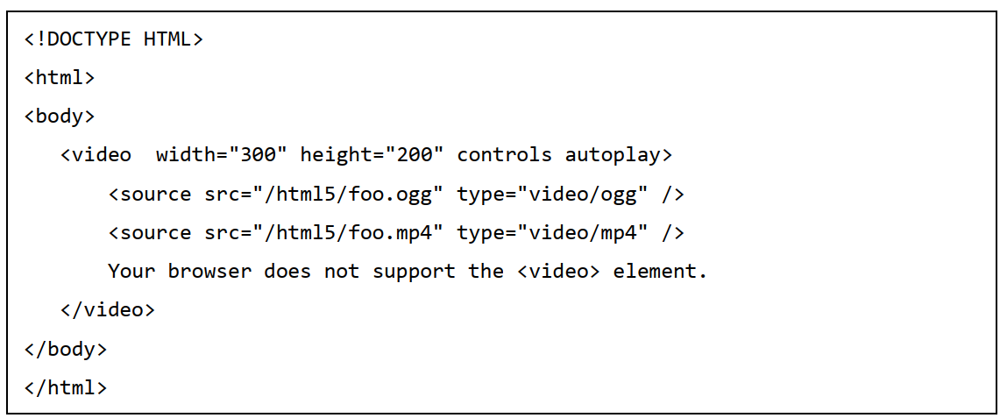 <!DOCTYPE HTML>
<html>
<body>
   <video  width="300" height="200" controls autoplay>
       <source src="/html5/foo.ogg" type="video/ogg" />
       <source src="/html5/foo.mp4" type="video/mp4" />
       Your browser does not support the <video> element.
   </video>
</body>
</html>